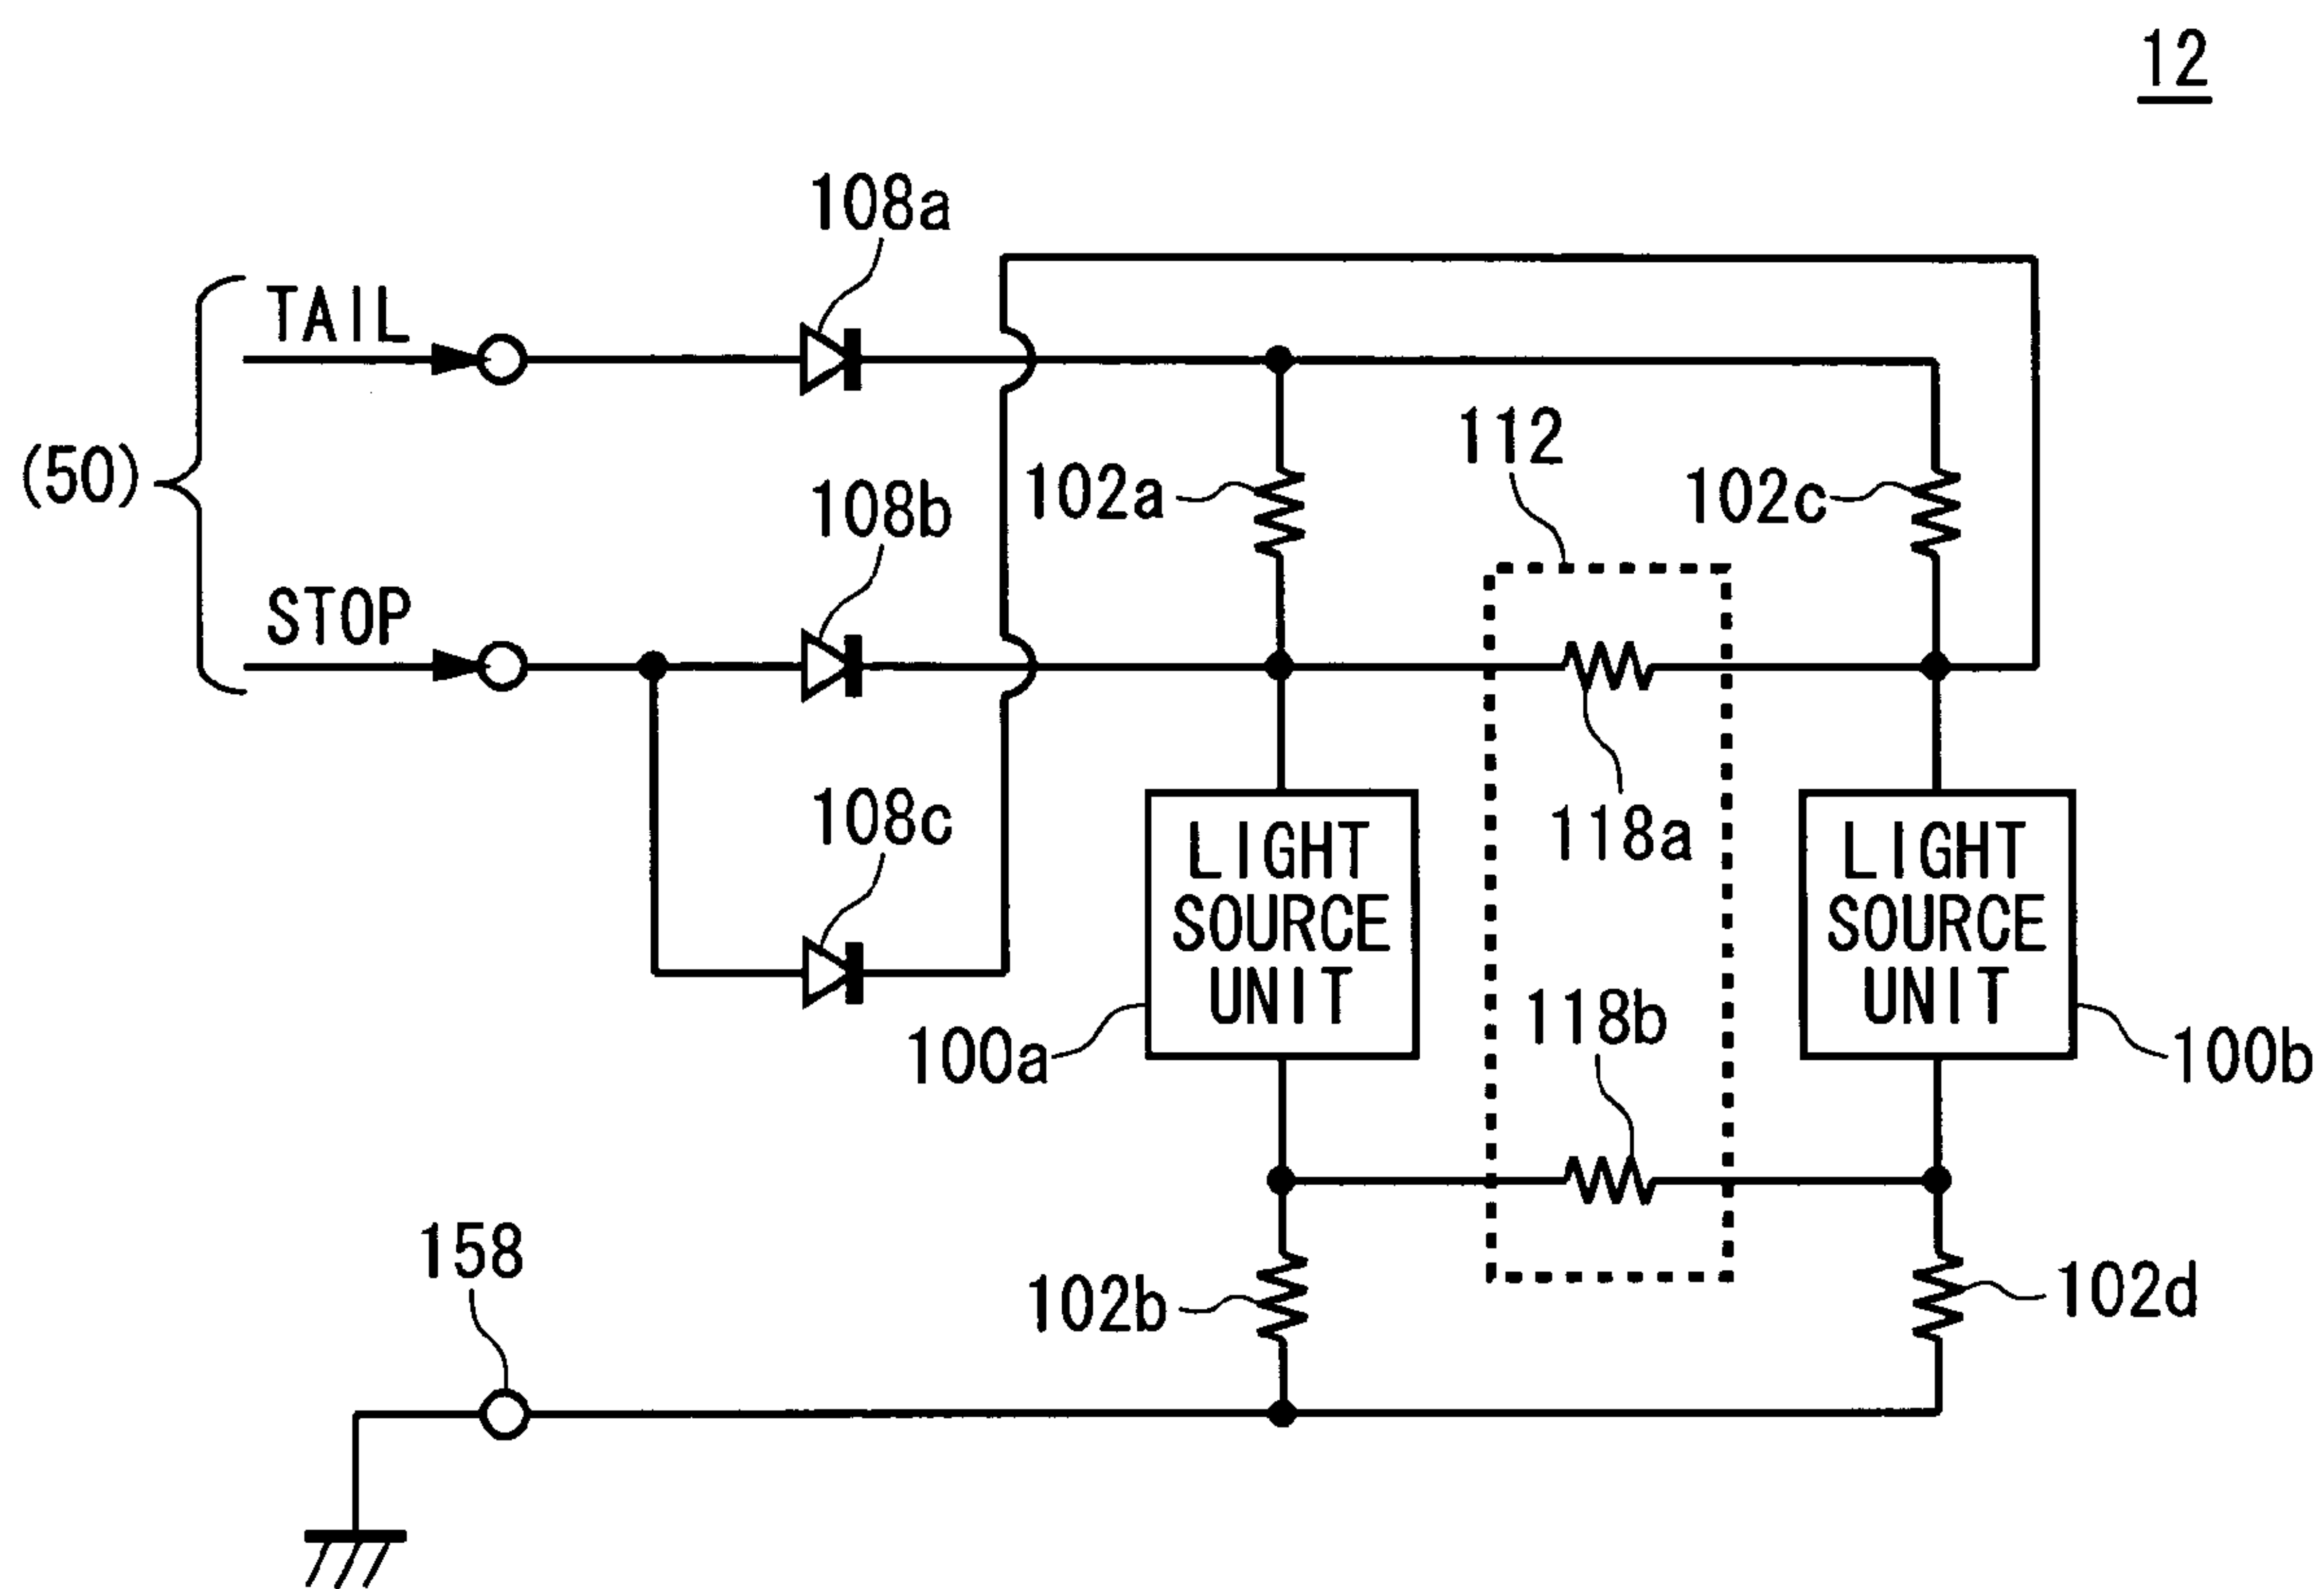 12
108a
TAIL
112
(50)
102a
102c
108b
STOP
118a
108c
LIGHT
SOURCE
UNIT
LIGHT
SOURCE
UNIT
118b
100a
100b
158
102b
102d